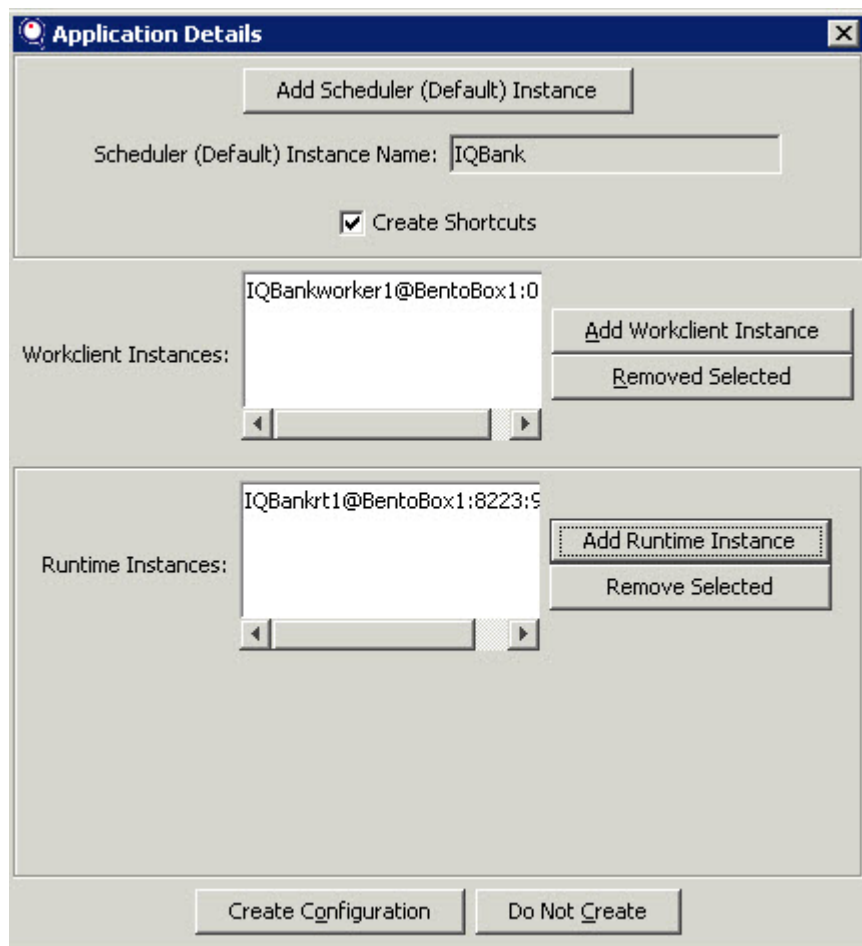 Application Details
Add Scheduler (Default) Instance
Scheduler (Default) Instance Name: IQBank
Create Shortcuts
IQBankworker1@BentoBox1:0
Workclient Instances:
Add Workclient Instance
Removed Selected
IQBankrt1@BentoBox1:8223:9
Runtime Instances:
Add Runtime Instance
Remove Selected
Create Configuration
Do Not Create